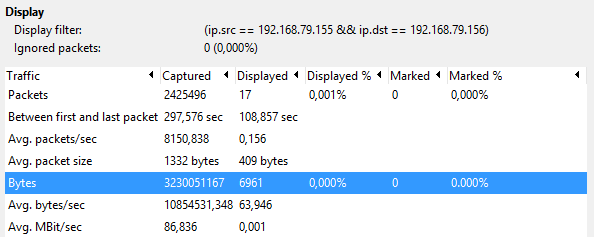 Display
Display filter: (ip.src == 192.168.79.155 && ip.dst == 192.168.79.156)
Ignored packets: 0 (0,000%)
Traffic Captured Displayed Displayed % Marked Marked %
Packets 2425496 17 0,001% 0 0,000%
Between first and last packet 297,576 sec 108,857 sec
Avg. packets/sec 8150,838 0,156
Avg. packet size 1332 bytes 409 bytes
Bytes 3230051167 6961 0,000% 0 0.000%
Avg. bytes/sec 10854531,348 63,946
Avg. MBit/sec 86,836 0,001